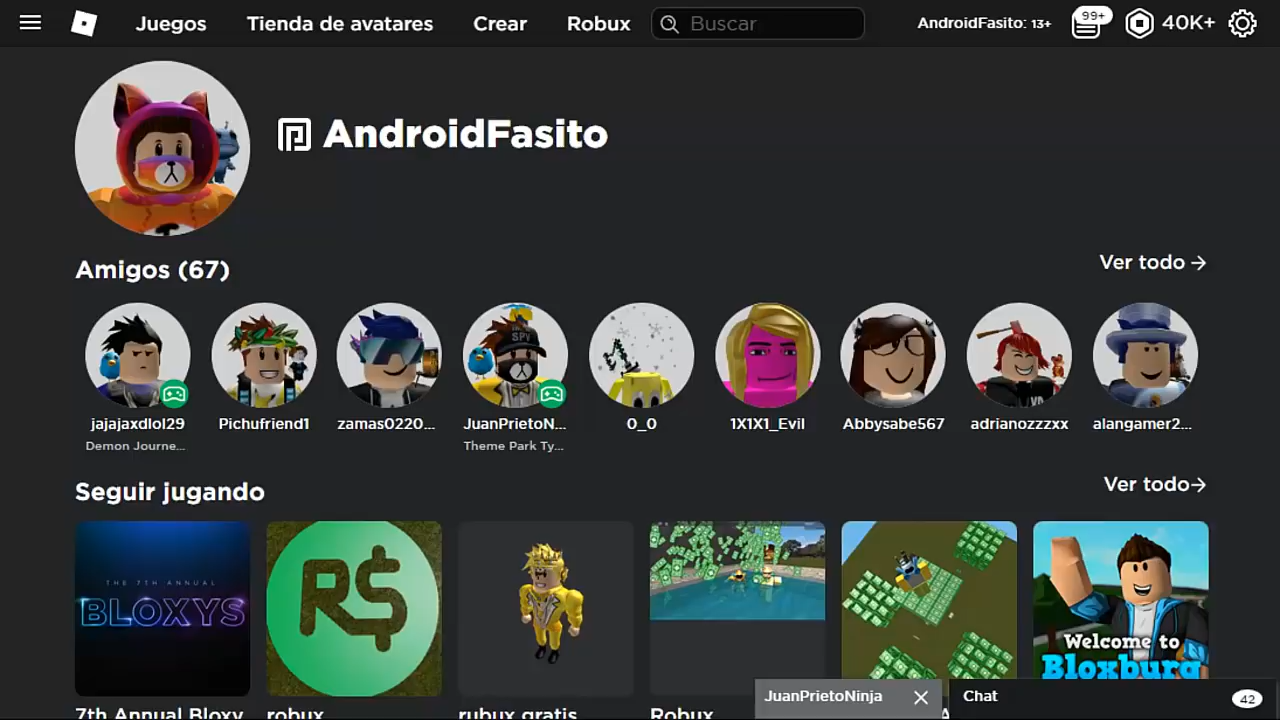 Juegos Tienda de avatares Crear Robux Buscar AndroidFasito: 13+ 99+ 40K+
AndroidFasito
Amigos (67) Ver todo
SPY
jajajaxdlol29 Pichufriend1 zamas0220... JuanPrietoN... 0_0 1X1X1_Evil Abbysabe567 adrianozzzxx alangamer2...
Demon Journe... Theme Park Ty...
Seguir jugando Ver todo
THE 7TH ANNUAL
BLOXYS
R$
Welcome to
Bloxburg
JuanPrietoNinja Chat 42
7th Annual Bloxy robux rubux gratis Robux